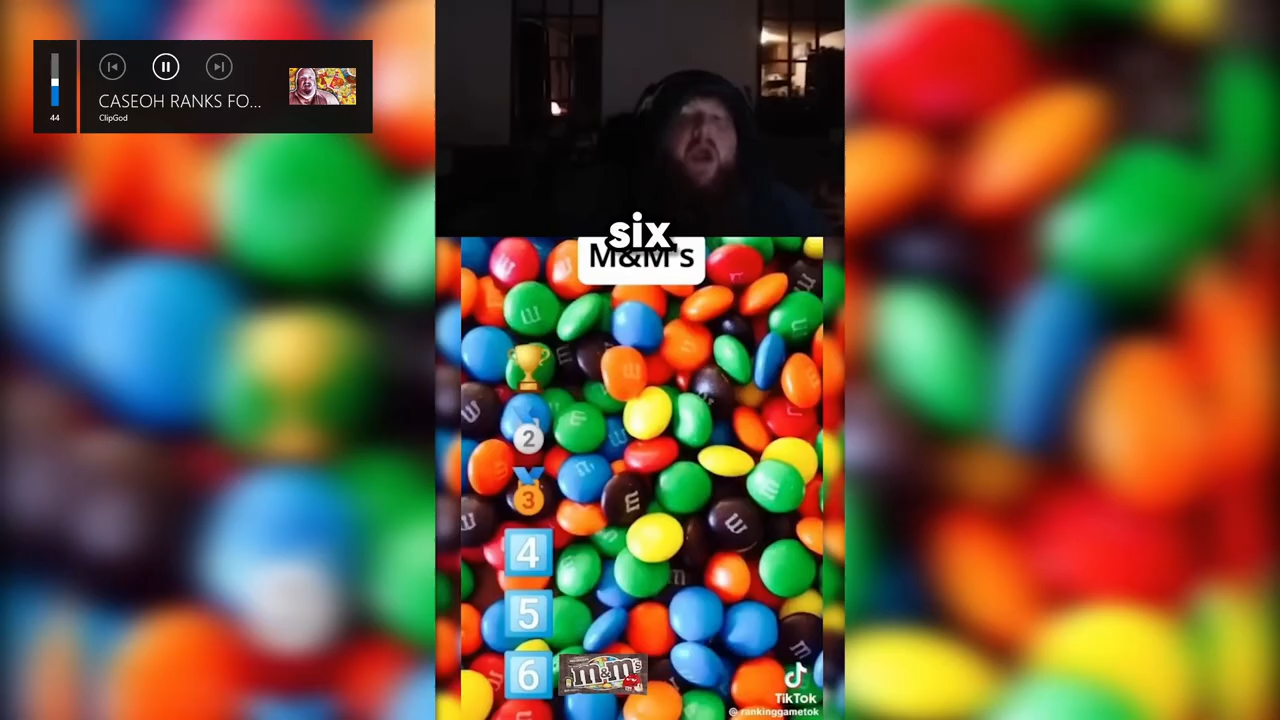 CASEOH RANKS FO...
ClipGod
44
six
M&M'S
2
3
4
5
6
m&m's
TikTok
@rankinggametok